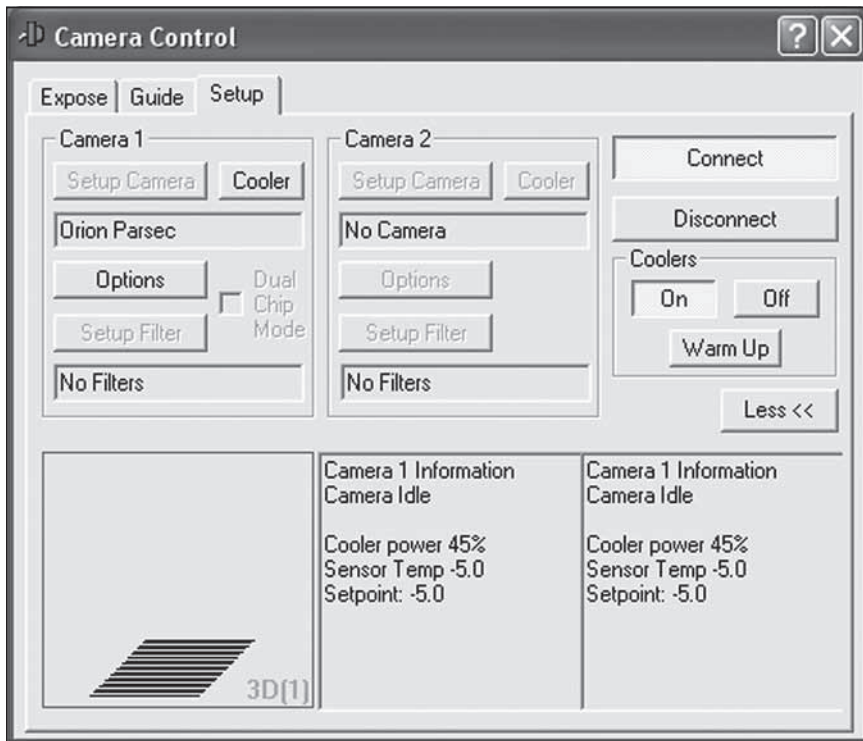 Camera Control
Expose
Guide
Setup
Camera 1
Setup Camera
Cooler
Orion Parsec
Options
Dual
Chip
Mode
Setup Filter
No Filters
Camera 2
Setup Camera
Cooler
No Camera
Options
Setup Filter
No Filters
Connect
Disconnect
Coolers
On
Off
Warm Up
Less <<
3D(1)
Camera 1 Information
Camera Idle
Cooler power 45%
Sensor Temp -5.0
Setpoint: -5.0
Camera 1 Information
Camera Idle
Cooler power 45%
Sensor Temp -5.0
Setpoint: -5.0